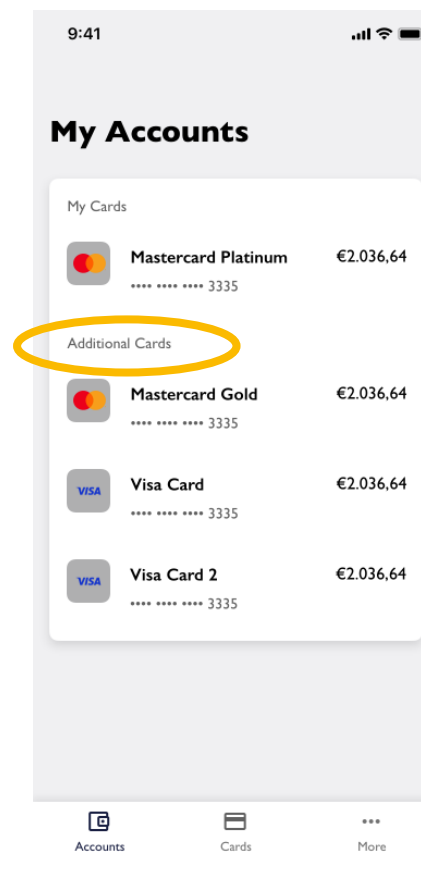 9:41
My Accounts
My Cards
Mastercard Platinum €2.036,64
•••• •••• •••• 3335
Additional Cards
Mastercard Gold €2.036,64
•••• •••• •••• 3335
VISA Visa Card €2.036,64
•••• •••• •••• 3335
VISA Visa Card 2 €2.036,64
•••• •••• •••• 3335
Accounts Cards More